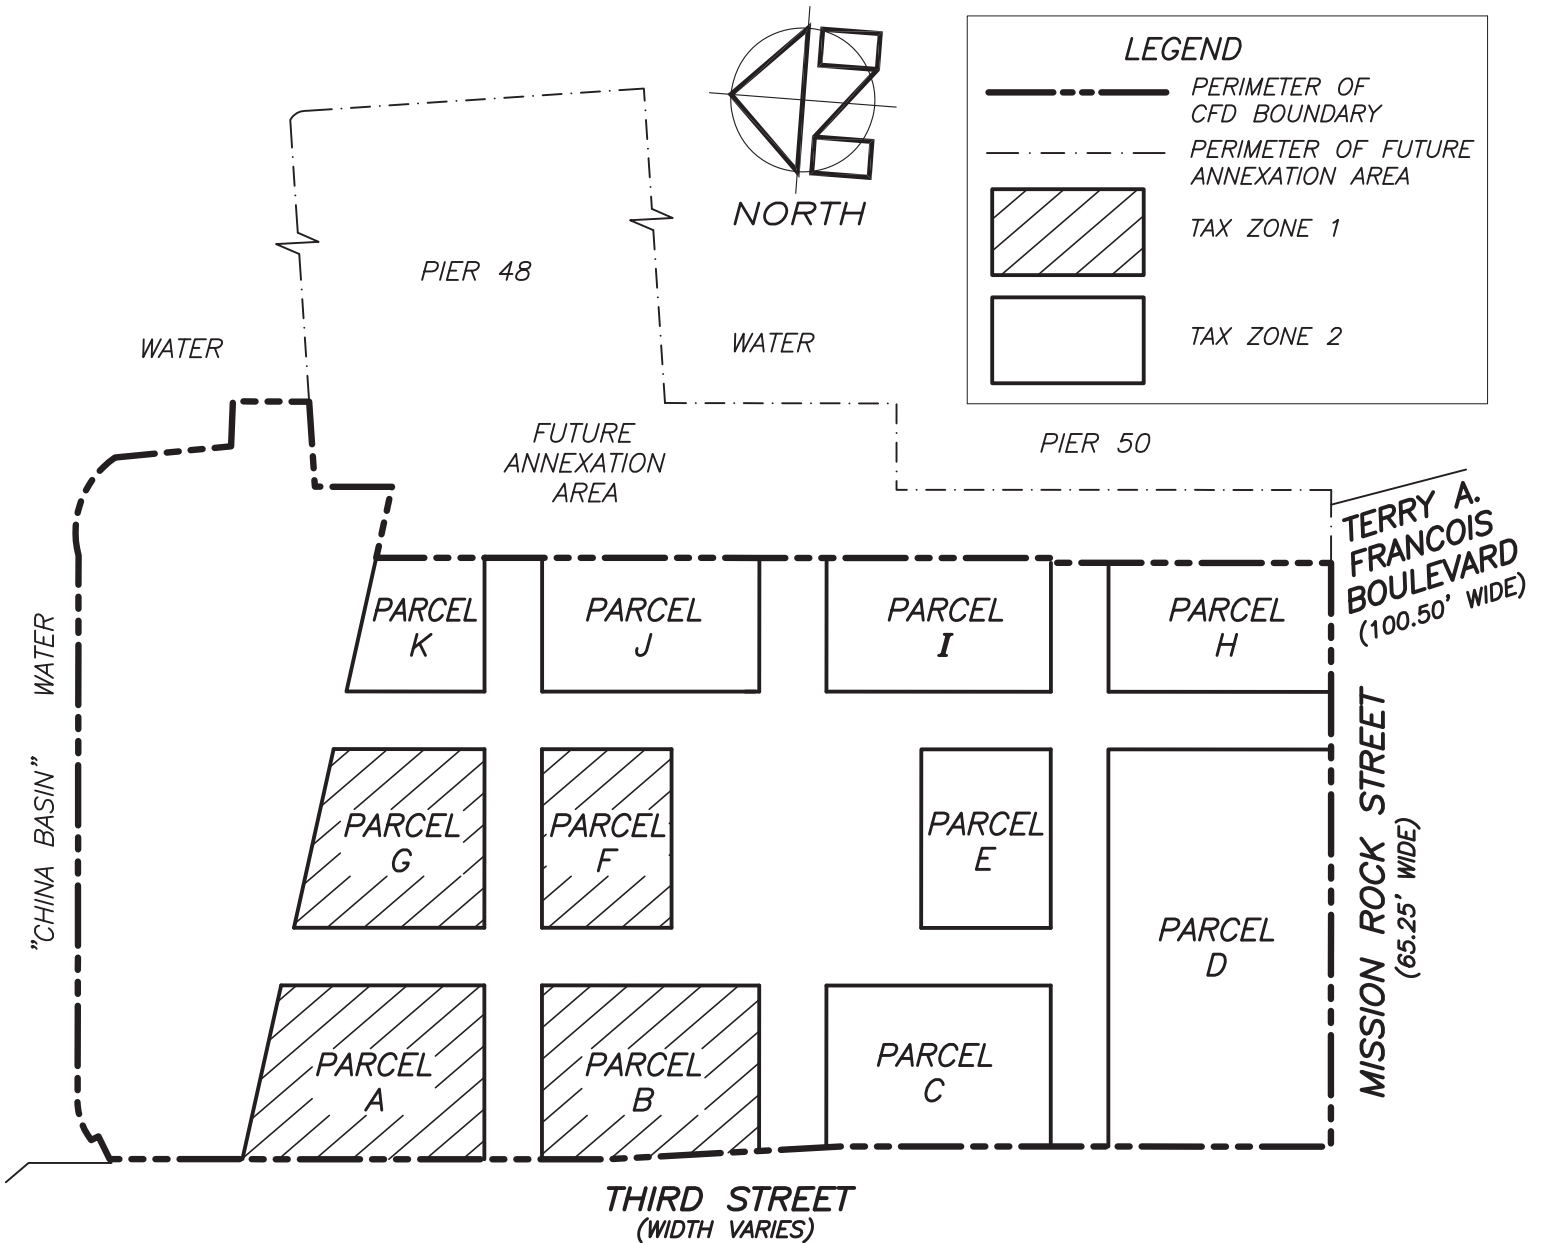 LEGEND
PERIMETER OF
CFD BOUNDARY
PERIMETER OF FUTURE
ANNEXATION AREA
TAX ZONE 1
TAX ZONE 2
NORTH
PIER 48
WATER
WATER
FUTURE
ANNEXATION
AREA
PIER 50
TERRY A.
FRANCOIS
BOULEVARD
(100.50' WIDE)
PARCEL
K
PARCEL
J
PARCEL
I
PARCEL
H
WATER
"CHINA BASIN"
PARCEL
G
PARCEL
F
PARCEL
E
PARCEL
D
MISSION ROCK STREET
(65.25' WIDE)
PARCEL
A
PARCEL
B
PARCEL
C
THIRD STREET
(WIDTH VARIES)